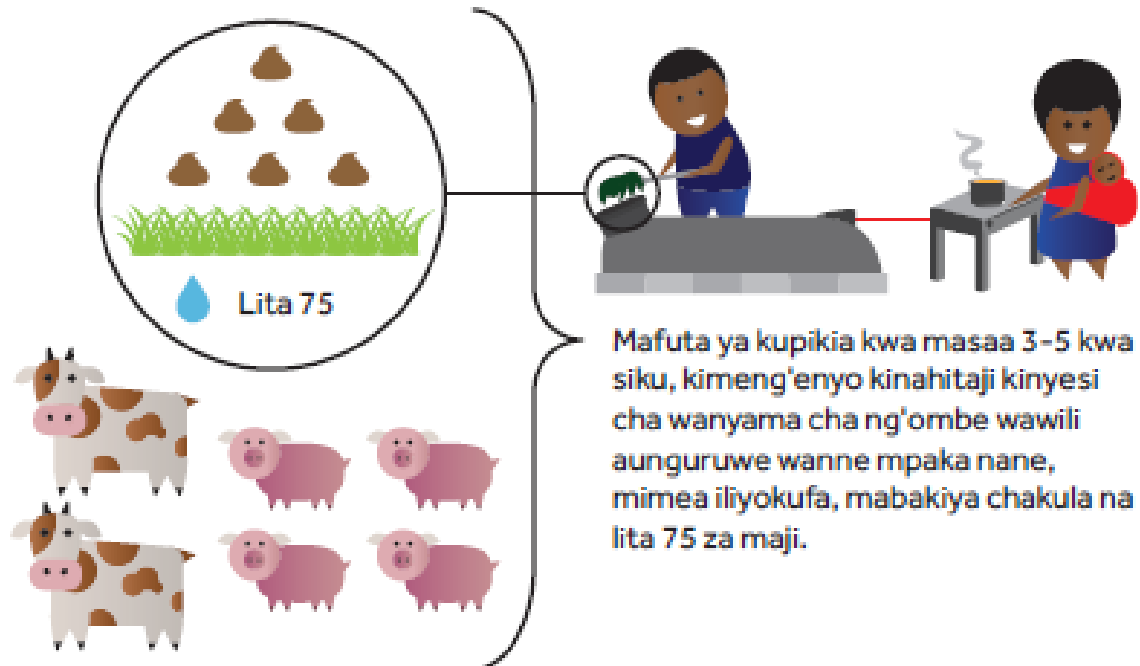 Lita 75
Mafuta ya kupikia kwa masaa 3-5 kwa
siku, kimeng'enyo kinahitaji kinyesi
cha wanyama cha ng'ombe wawili
aunguruwe wanne mpaka nane,
mimea iliyokufa, mabakiya chakula na
lita 75 za maji.